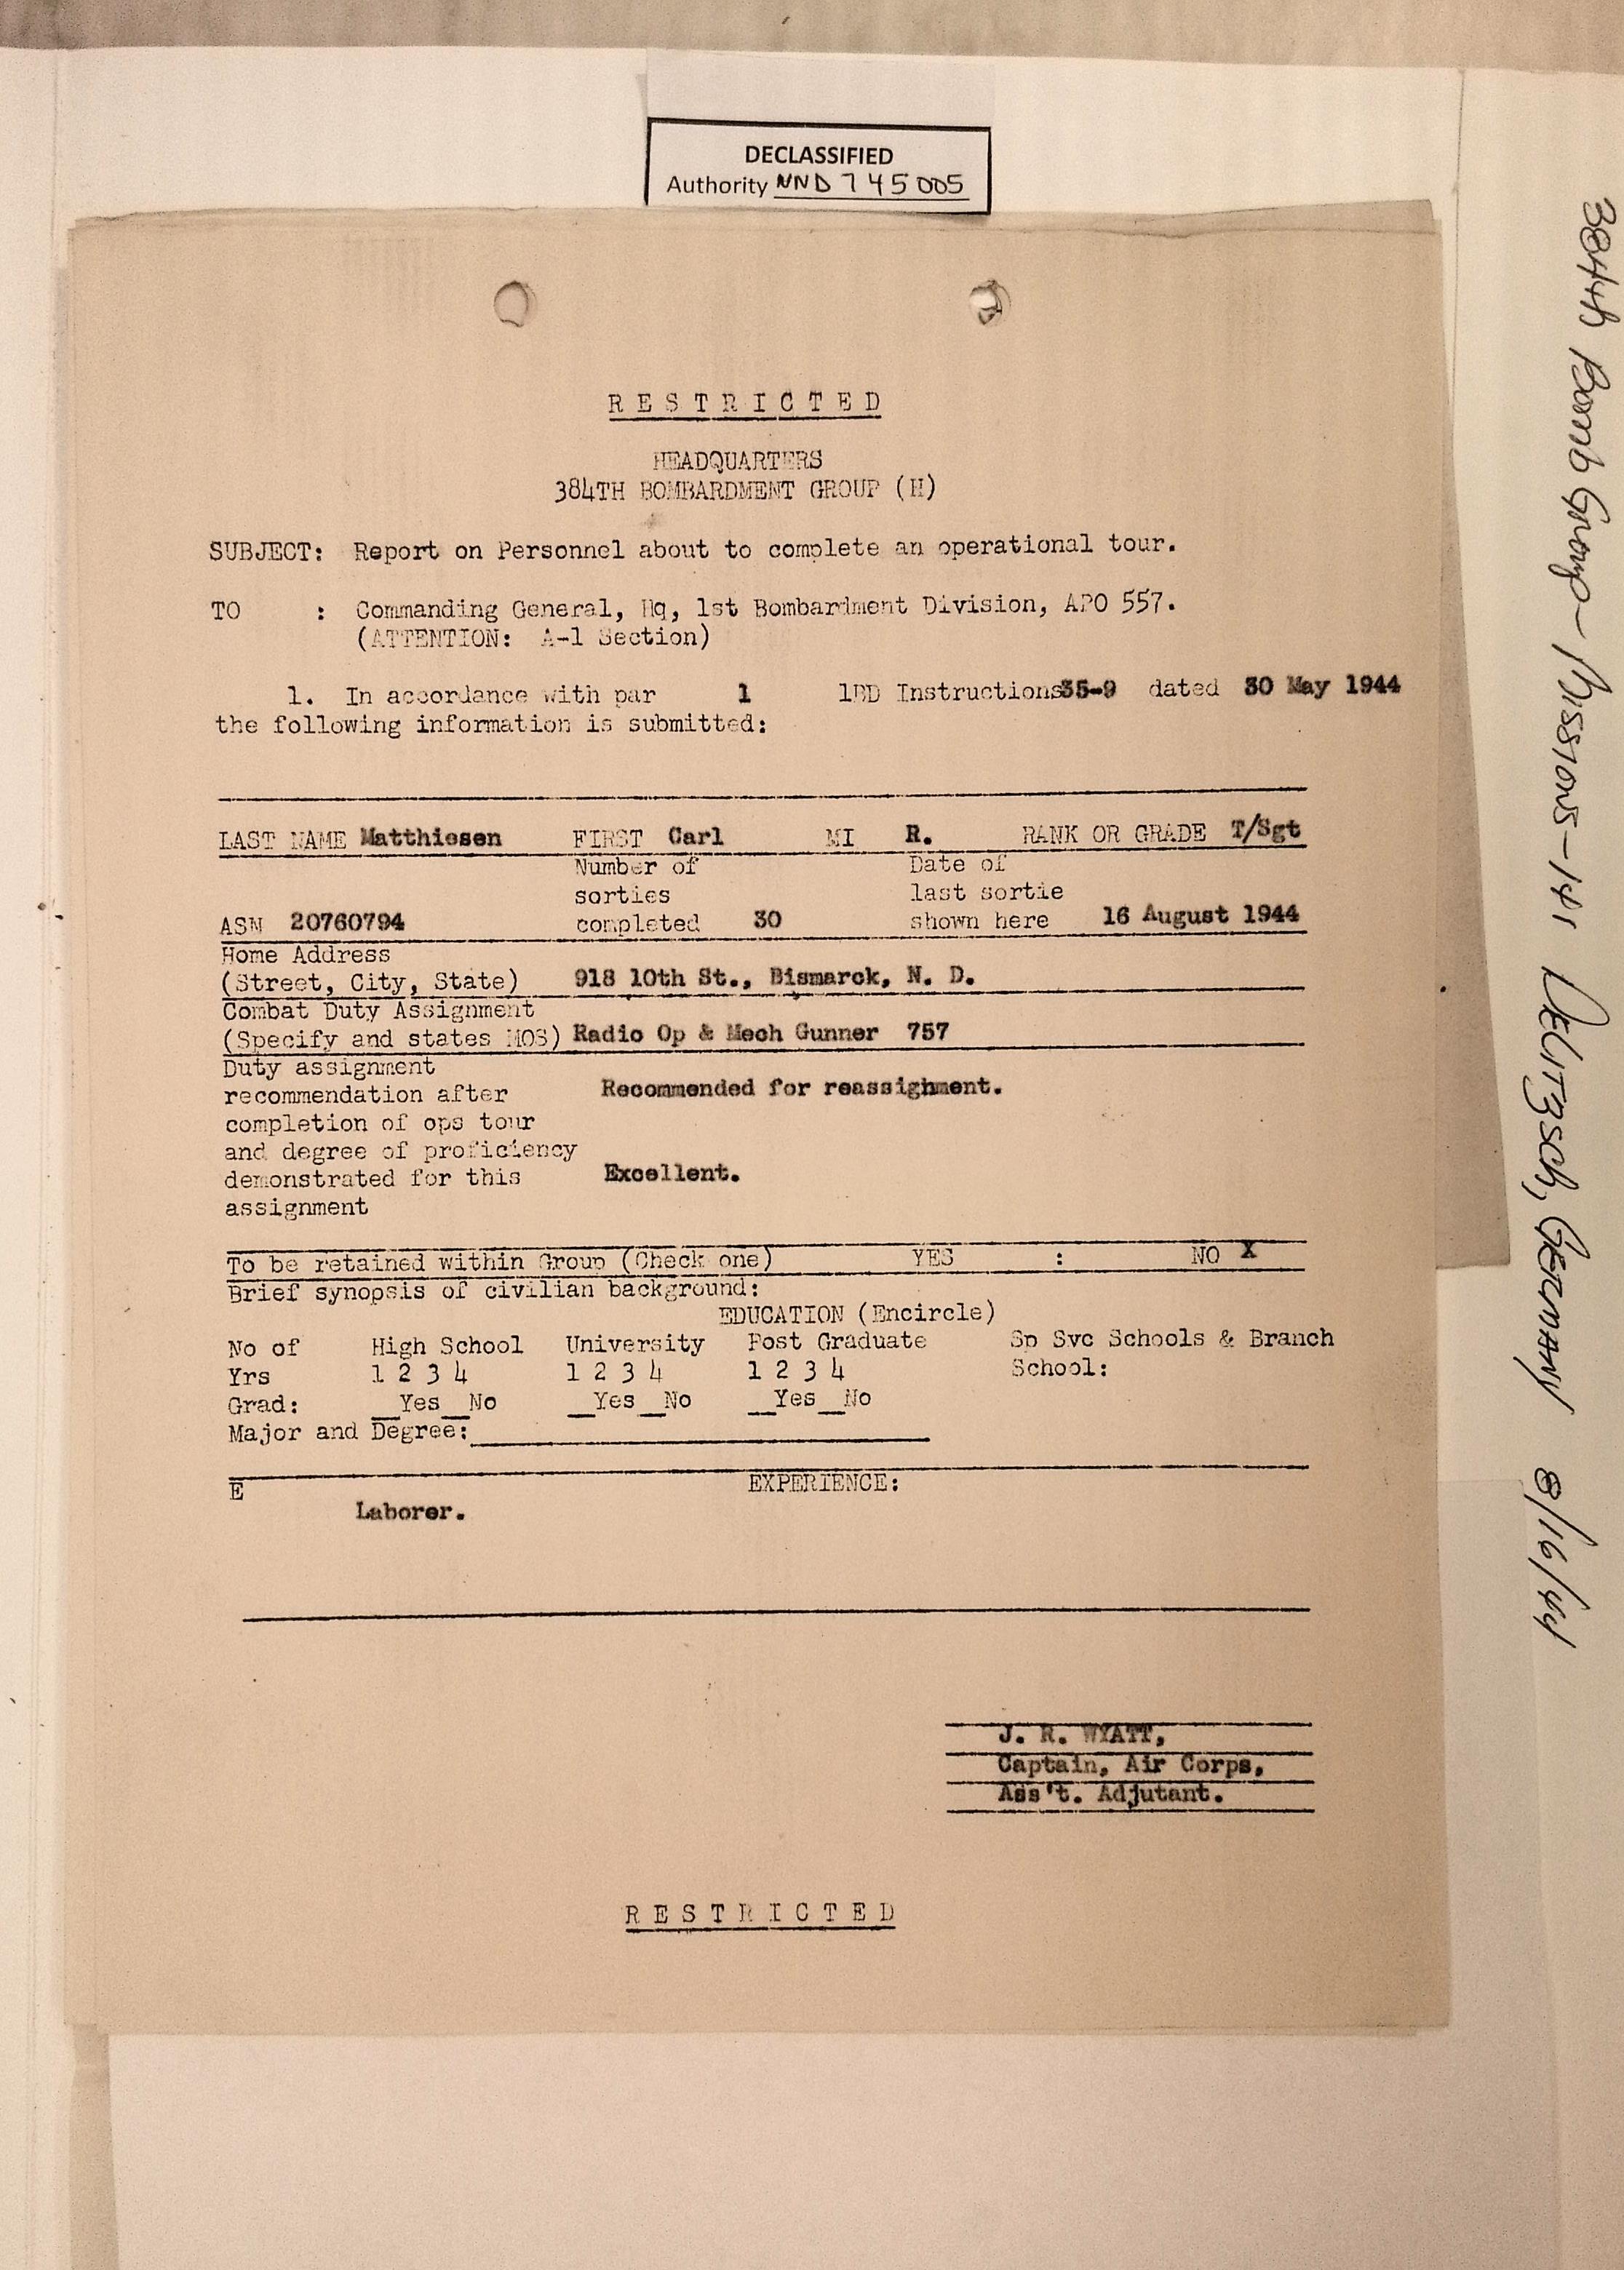 DECLASSIFIED
Authority NND 745005
RESTRICTED
HEADQUARTERS
384TH BOMBARDMENT GROUP (H)
SUBJECT: Report on Personnel about to complete an operational tour.
TO : Commanding General, Hq, 1st Bombardment Division, APO 557.
(ATTENTION: A-1 Section)
1. In accordance with par 1 1BD Instructions 35-9 dated 30 May 1944
the following information is submitted:
LAST NAME Matthiesen FIRST Carl MI R. RANK OR GRADE T/Sgt
Number of Date of
sorties last sortie
ASN 20760794 completed 30 shown here 16 August 1944
Home Address
(Street, City, State) 918 10th St., Bismarck, N. D.
Combat Duty Assignment
(Specify and states MOS) Radio Op & Mech Gunner 757
Duty assignment
recommendation after Recommended for reassighment.
completion of ops tour
and degree of proficiency
demonstrated for this Excellent.
assignment
To be retained within Group (Check one) YES : NO X
Brief synopsis of civilian background:
EDUCATION (Encircle)
No of High School University Post Graduate Sp Svc Schools & Branch
Yrs 1 2 3 4 1 2 3 4 1 2 3 4 School:
Grad: __Yes __No __Yes __No __Yes __No
Major and Degree:
E EXPERIENCE:
Laborer.
J. R. WYATT,
Captain, Air Corps,
Ass't. Adjutant.
RESTRICTED
384th Bomb Group - Missions - 141 Delitzsch, Germany 8/16/44